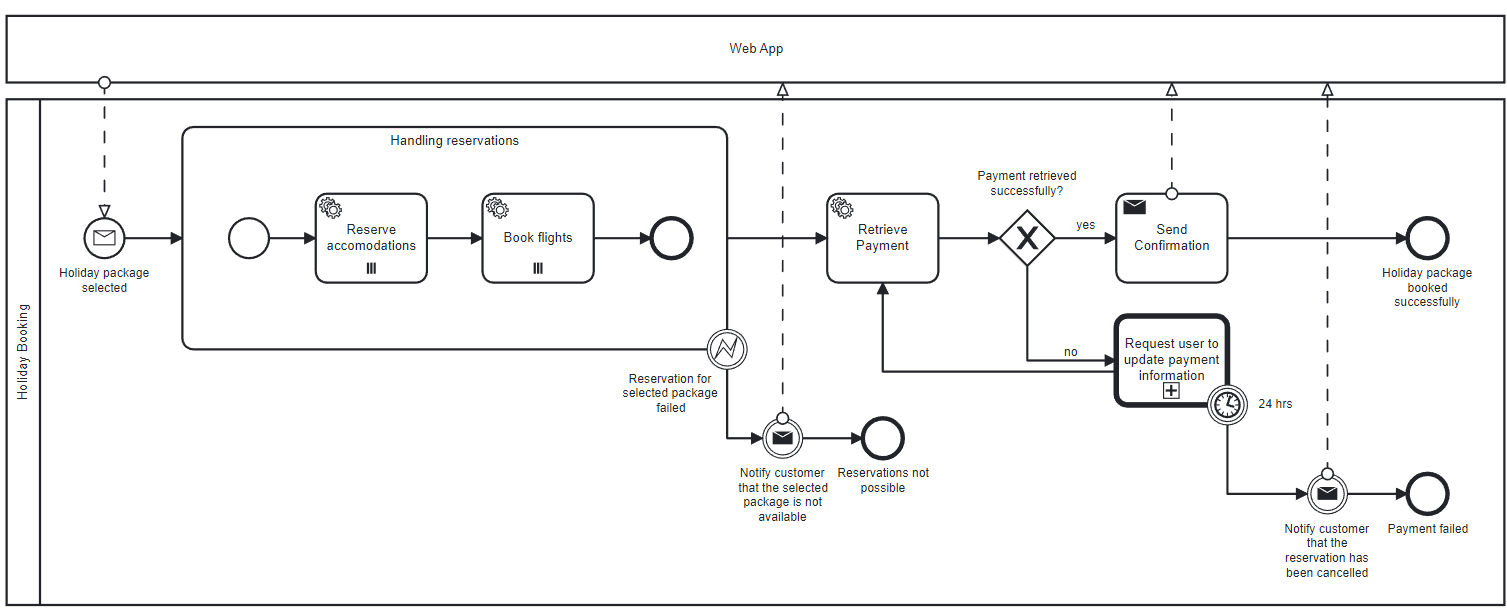 Web App
Holiday Booking
Handling reservations
Holiday package
selected
Reserve
accomodations
Book flights
Reservation for
selected package
failed
Notify customer
that the selected
package is not
available
Reservations not
possible
Retrieve
Payment
Payment retrieved
successfully?
yes
no
Send
Confirmation
Holiday package
booked
successfully
Request user to
update payment
information
24 hrs
Notify customer
that the
reservation has
been cancelled
Payment failed